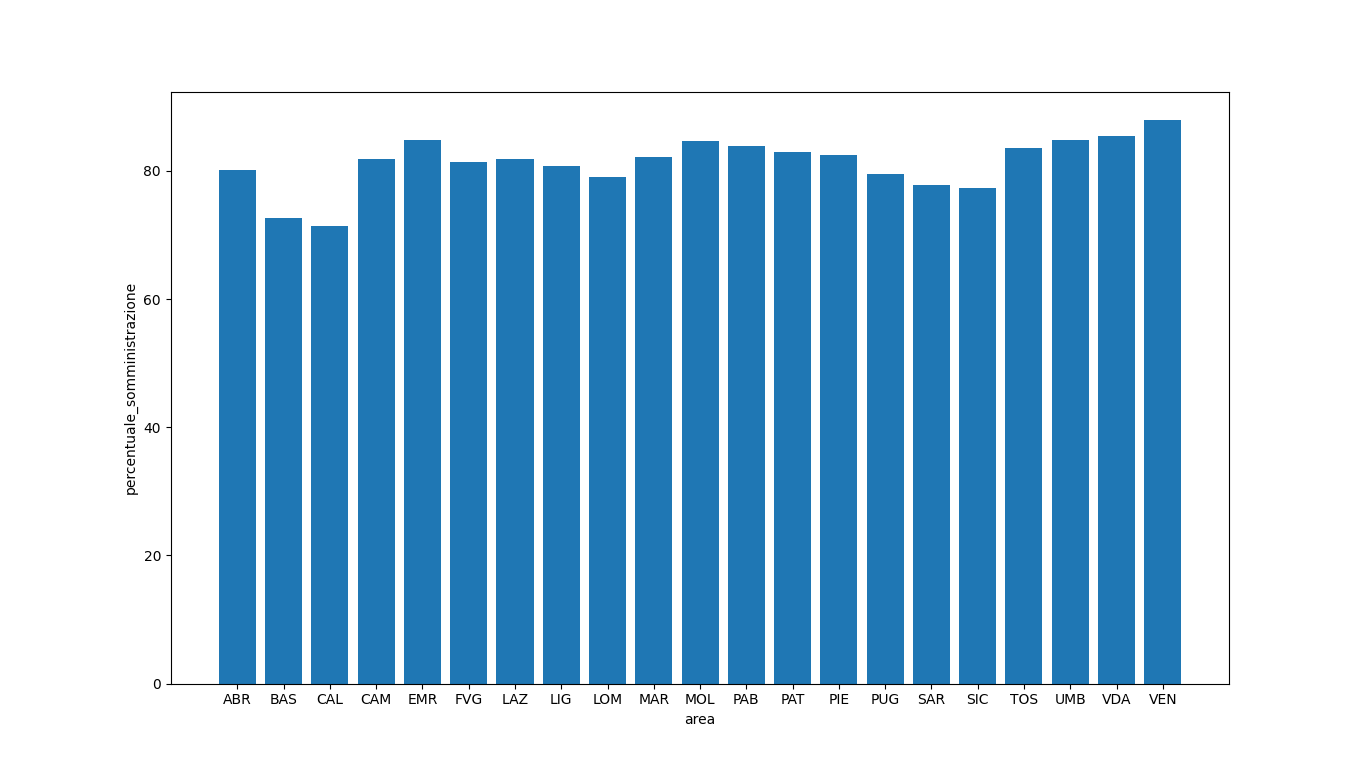 percentuale_somministrazione
80
60
40
20
0
ABR BAS CAL CAM EMR FVG LAZ LIG LOM MAR MOL PAB PAT PIE PUG SAR SIC TOS UMB VDA VEN
area